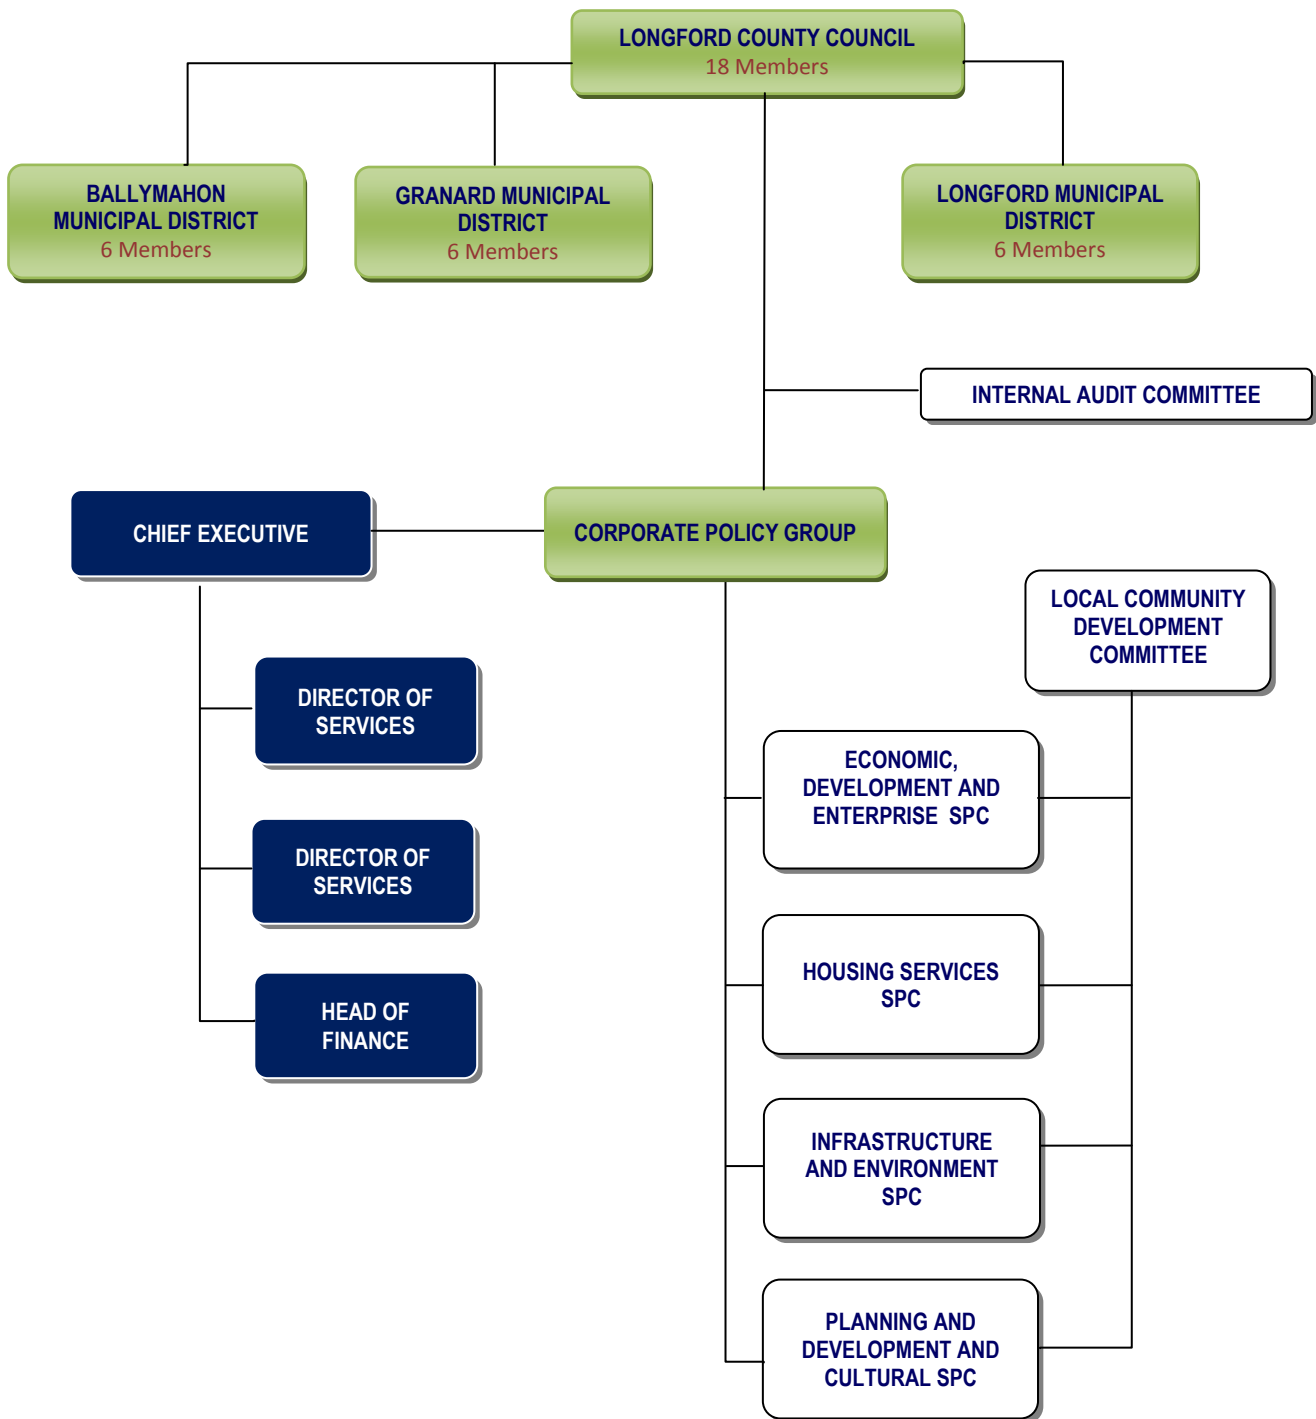 LONGFORD COUNTY COUNCIL
18 Members
BALLYMAHON
MUNICIPAL DISTRICT
6 Members
GRANARD MUNICIPAL
DISTRICT
6 Members
LONGFORD MUNICIPAL
DISTRICT
6 Members
INTERNAL AUDIT COMMITTEE
CHIEF EXECUTIVE
CORPORATE POLICY GROUP
LOCAL COMMUNITY
DEVELOPMENT
COMMITTEE
DIRECTOR OF
SERVICES
DIRECTOR OF
SERVICES
HEAD OF
FINANCE
ECONOMIC,
DEVELOPMENT AND
ENTERPRISE SPC
HOUSING SERVICES
SPC
INFRASTRUCTURE
AND ENVIRONMENT
SPC
PLANNING AND
DEVELOPMENT AND
CULTURAL SPC